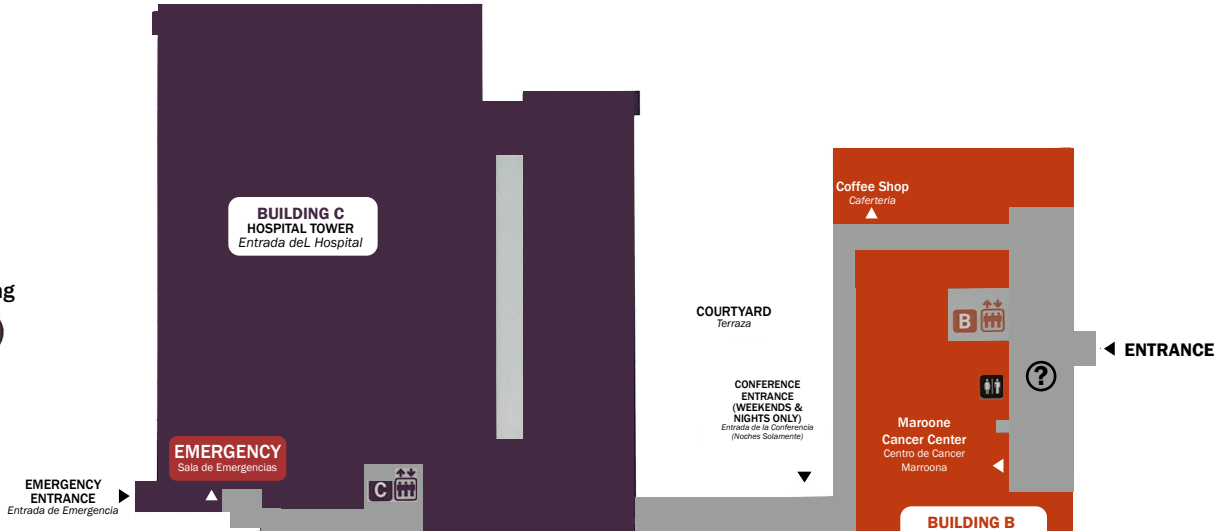 BUILDING C
HOSPITAL TOWER
Entrada deL Hospital
Coffee Shop
Caferteria
COURTYARD
Terraza
B
ENTRANCE
?
CONFERENCE
ENTRANCE
(WEEKENDS &
NIGHTS ONLY)
Entrada de la Conferencia
(Noches Solamente)
Maroone
Cancer Center
Centro de Cancer
Marroona
EMERGENCY
Sala de Emergencias
C
EMERGENCY
ENTRANCE
Entrada de Emergencia
BUILDING B